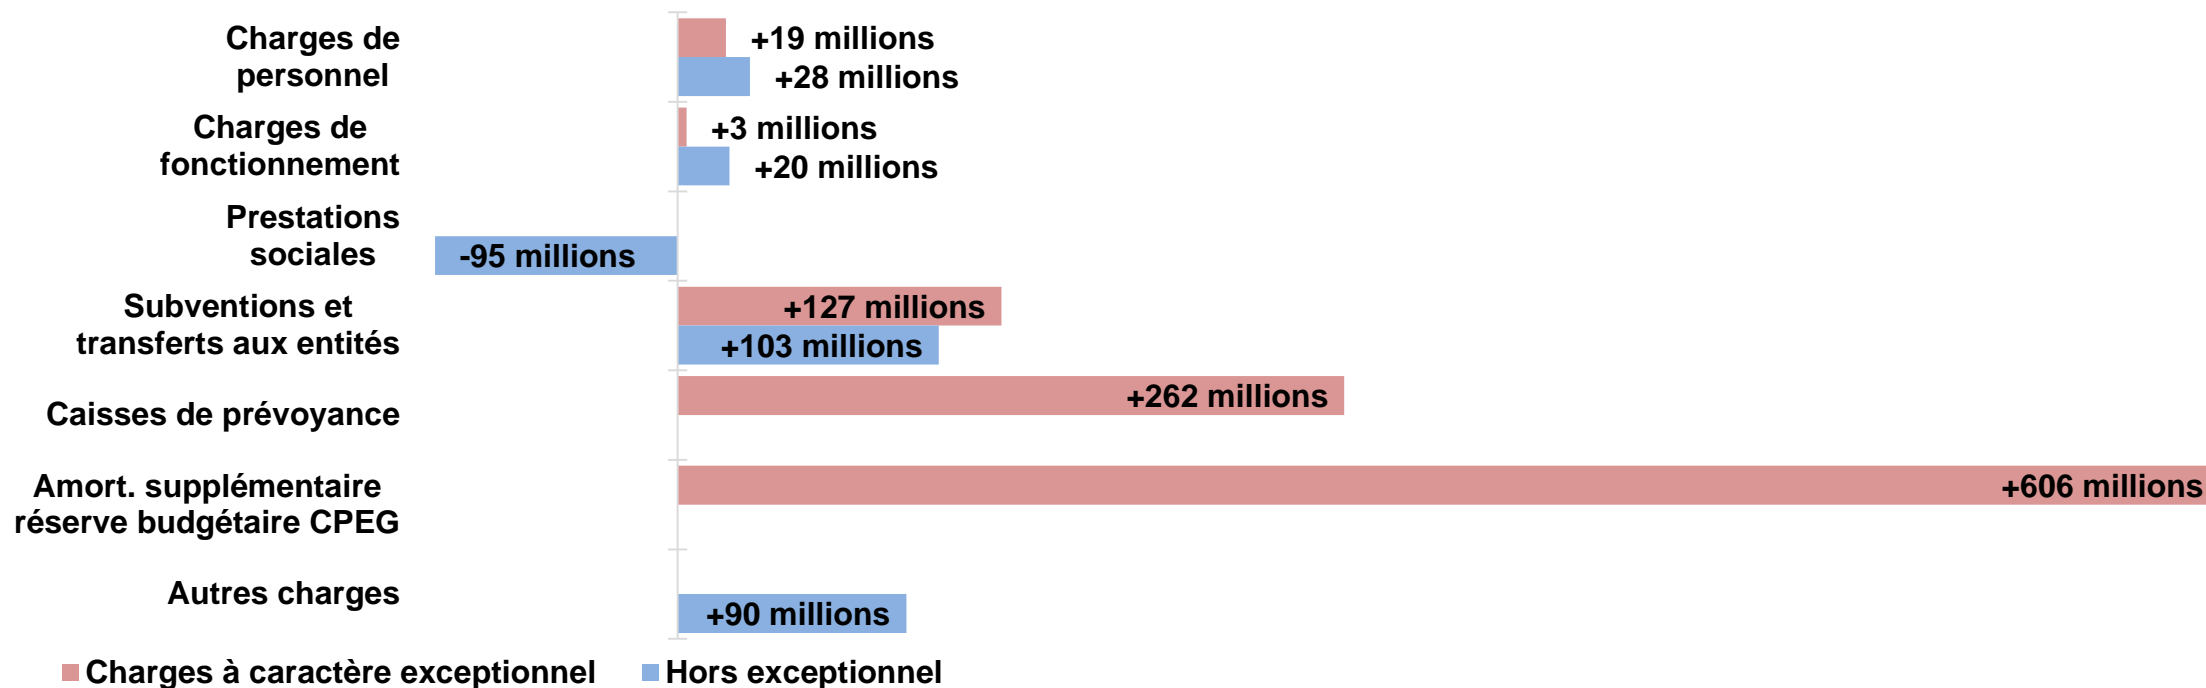 Charges de
personnel
+19 millions
+28 millions
Charges de
fonctionnement
+3 millions
+20 millions
Prestations
sociales
-95 millions
Subventions et
transferts aux entités
+127 millions
+103 millions
Caisses de prévoyance
+262 millions
Amort. supplémentaire
réserve budgétaire CPEG
+606 millions
Autres charges
+90 millions
Charges à caractère exceptionnel
Hors exceptionnel